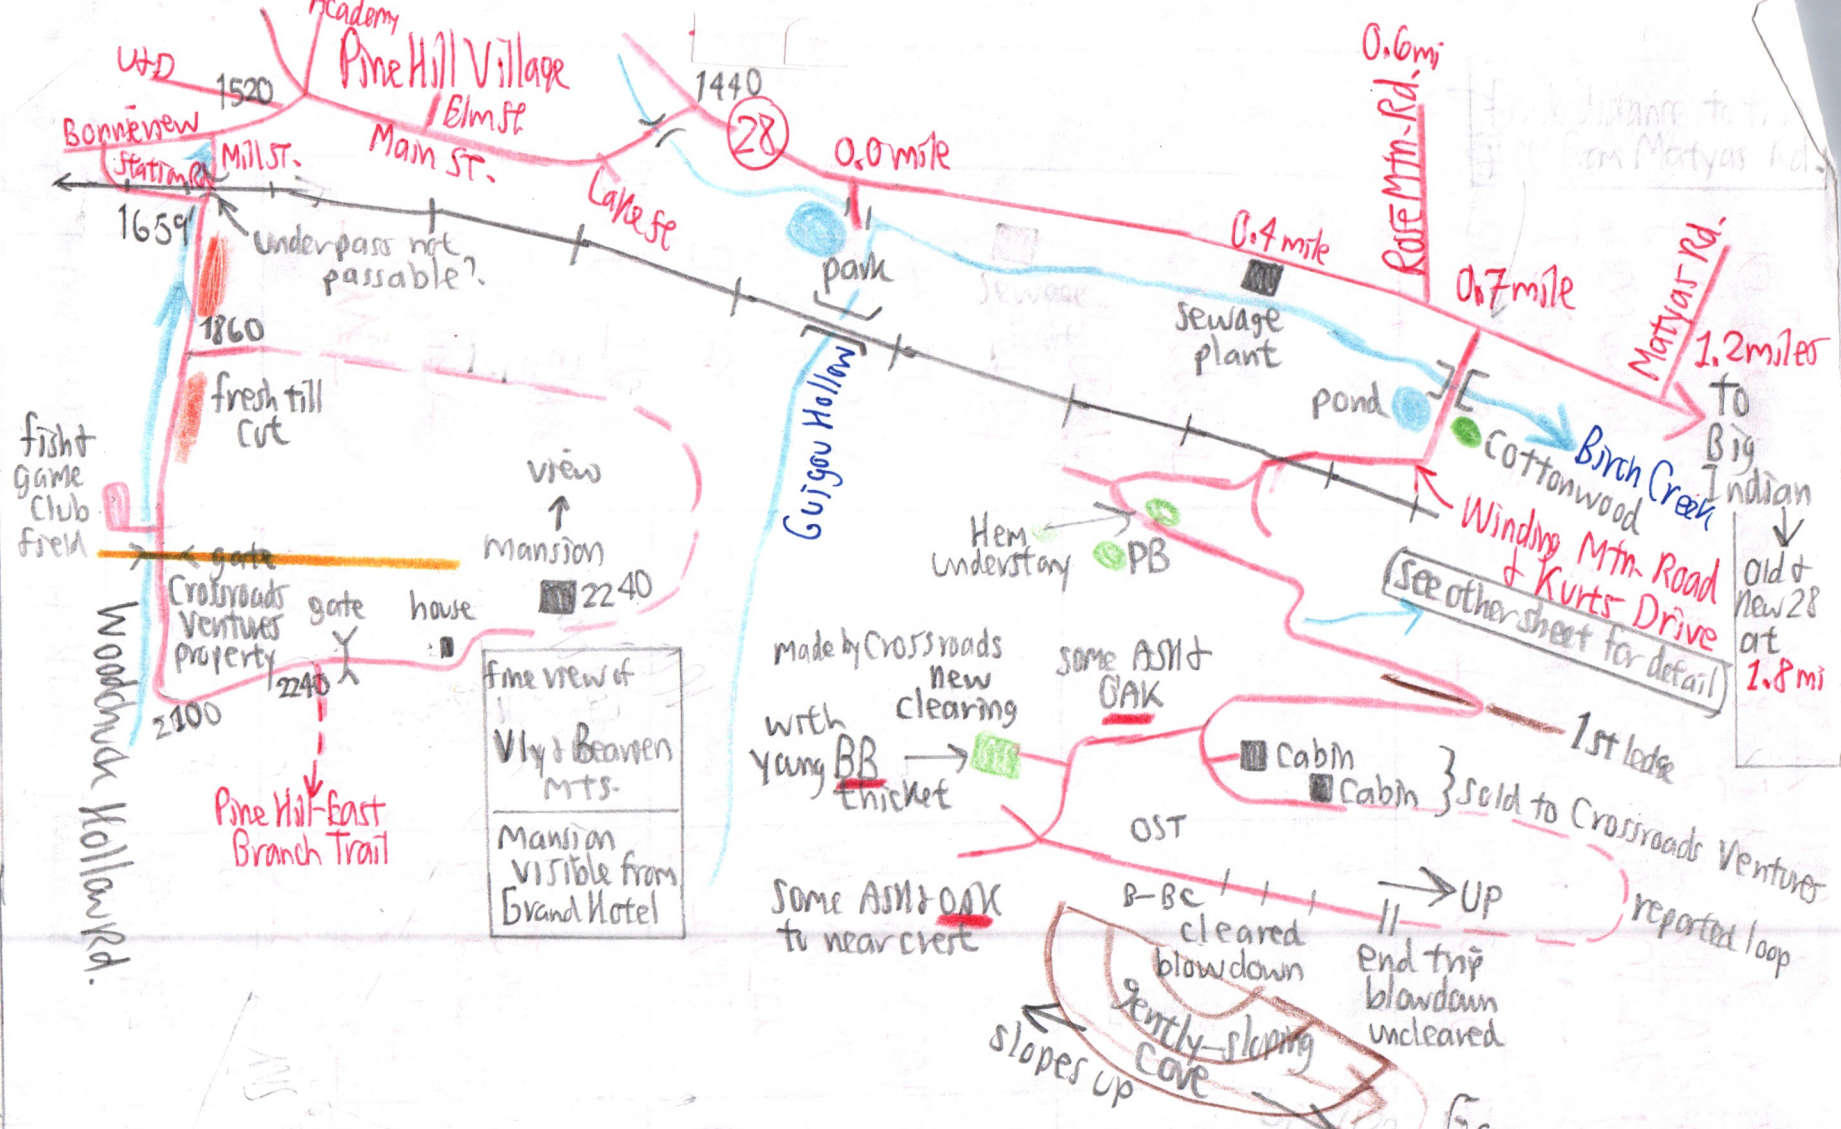 Academy
Pine Hill Village
U&D
1520
Elm St
1440
28
0.0 mile
0.6mi
Rose Mtn. Rd.
Bonnieview
Mill St.
Main St.
Station Rd
Lake St
1659
underpass not
passable?
park
0.4 mile
sewage
plant
Sewage
0.7 mile
Matyas Rd.
1.2 miles
to
Big
Indian
old &
new 28
at
1.8 mi
1860
fresh till
cut
Guigou Hollow
pond
Cottonwood
Birch Creek
fish &
game
club
field
gate
Crossroads
Ventures
property
gate
house
view
mansion
2240
2240
2100
Woodchuck Hollow Rd.
Pine Hill-East
Branch Trail
fine view of
Vly & Bearpen
Mts.
Mansion
visible from
Grand Hotel
Hem
understory
PB
Winding Mtn. Road
& Kurts Drive
see other sheet for detail
made by Crossroads
new
clearing
with
young BB
thicket
some ASH &
OAK
1st ledge
Cabin
Cabin
sold to Crossroads Ventures
OST
reported loop
some ASH & OAK
to near crest
B-BC
cleared
blowdown
UP
end trip
blowdown
uncleared
gently-sloping
cove
slopes up